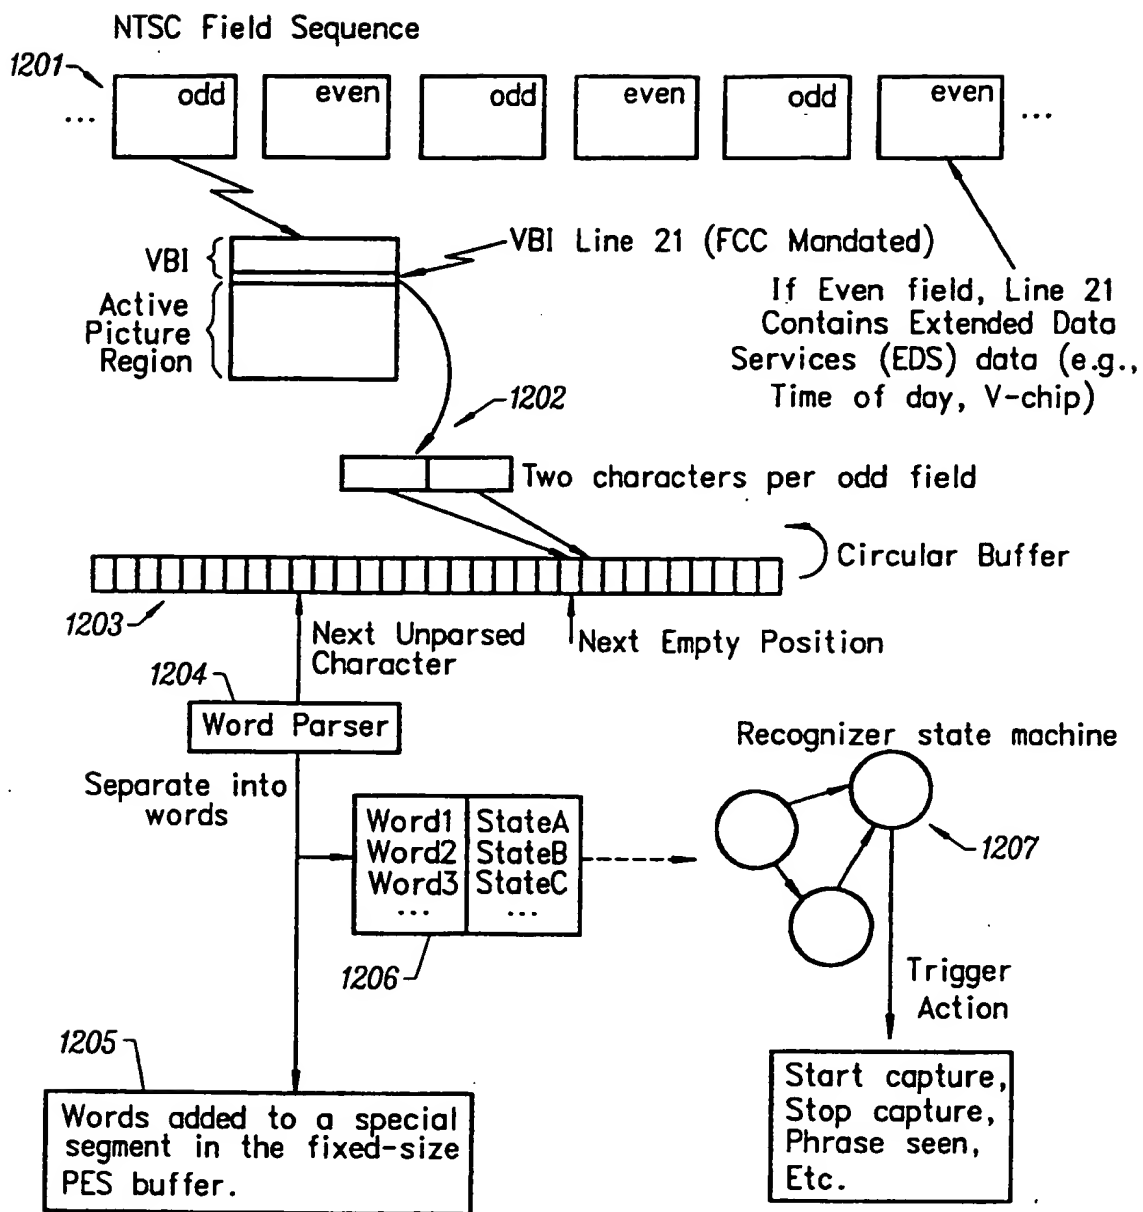 NTSC Field Sequence
1201
... odd even odd even odd even ...
VBI
VBI Line 21 (FCC Mandated)
Active
Picture
Region
If Even field, Line 21
Contains Extended Data
Services (EDS) data (e.g.,
Time of day, V-chip)
1202
Two characters per odd field
Circular Buffer
1203
Next Unparsed
Character
Next Empty Position
1204
Word Parser
Separate into
words
Word1 StateA
Word2 StateB
Word3 StateC
... ...
1206
Recognizer state machine
1207
Trigger
Action
1205
Words added to a special
segment in the fixed-size
PES buffer.
Start capture,
Stop capture,
Phrase seen,
Etc.